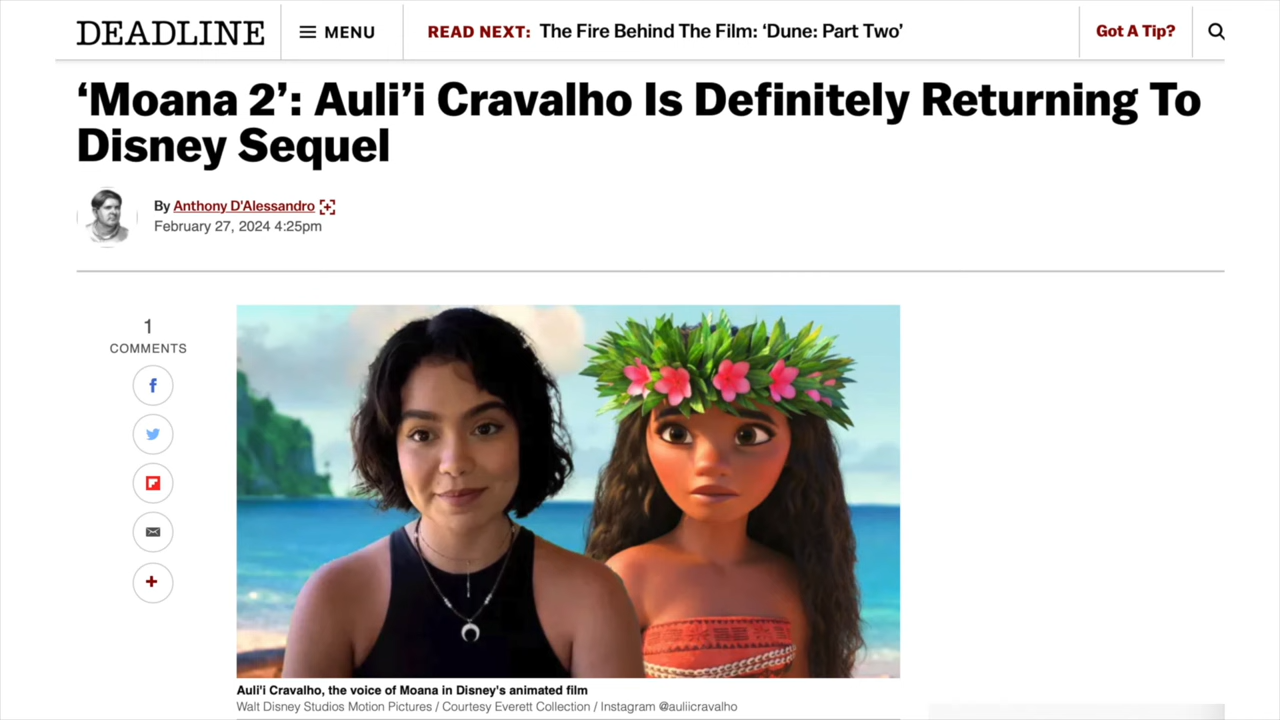 DEADLINE
MENU
READ NEXT: The Fire Behind The Film: ‘Dune: Part Two’
Got A Tip?
‘Moana 2’: Auli’i Cravalho Is Definitely Returning To
Disney Sequel
By Anthony D'Alessandro
February 27, 2024 4:25pm
1
COMMENTS
Auli'i Cravalho, the voice of Moana in Disney's animated film
Walt Disney Studios Motion Pictures / Courtesy Everett Collection / Instagram @auliicravalho